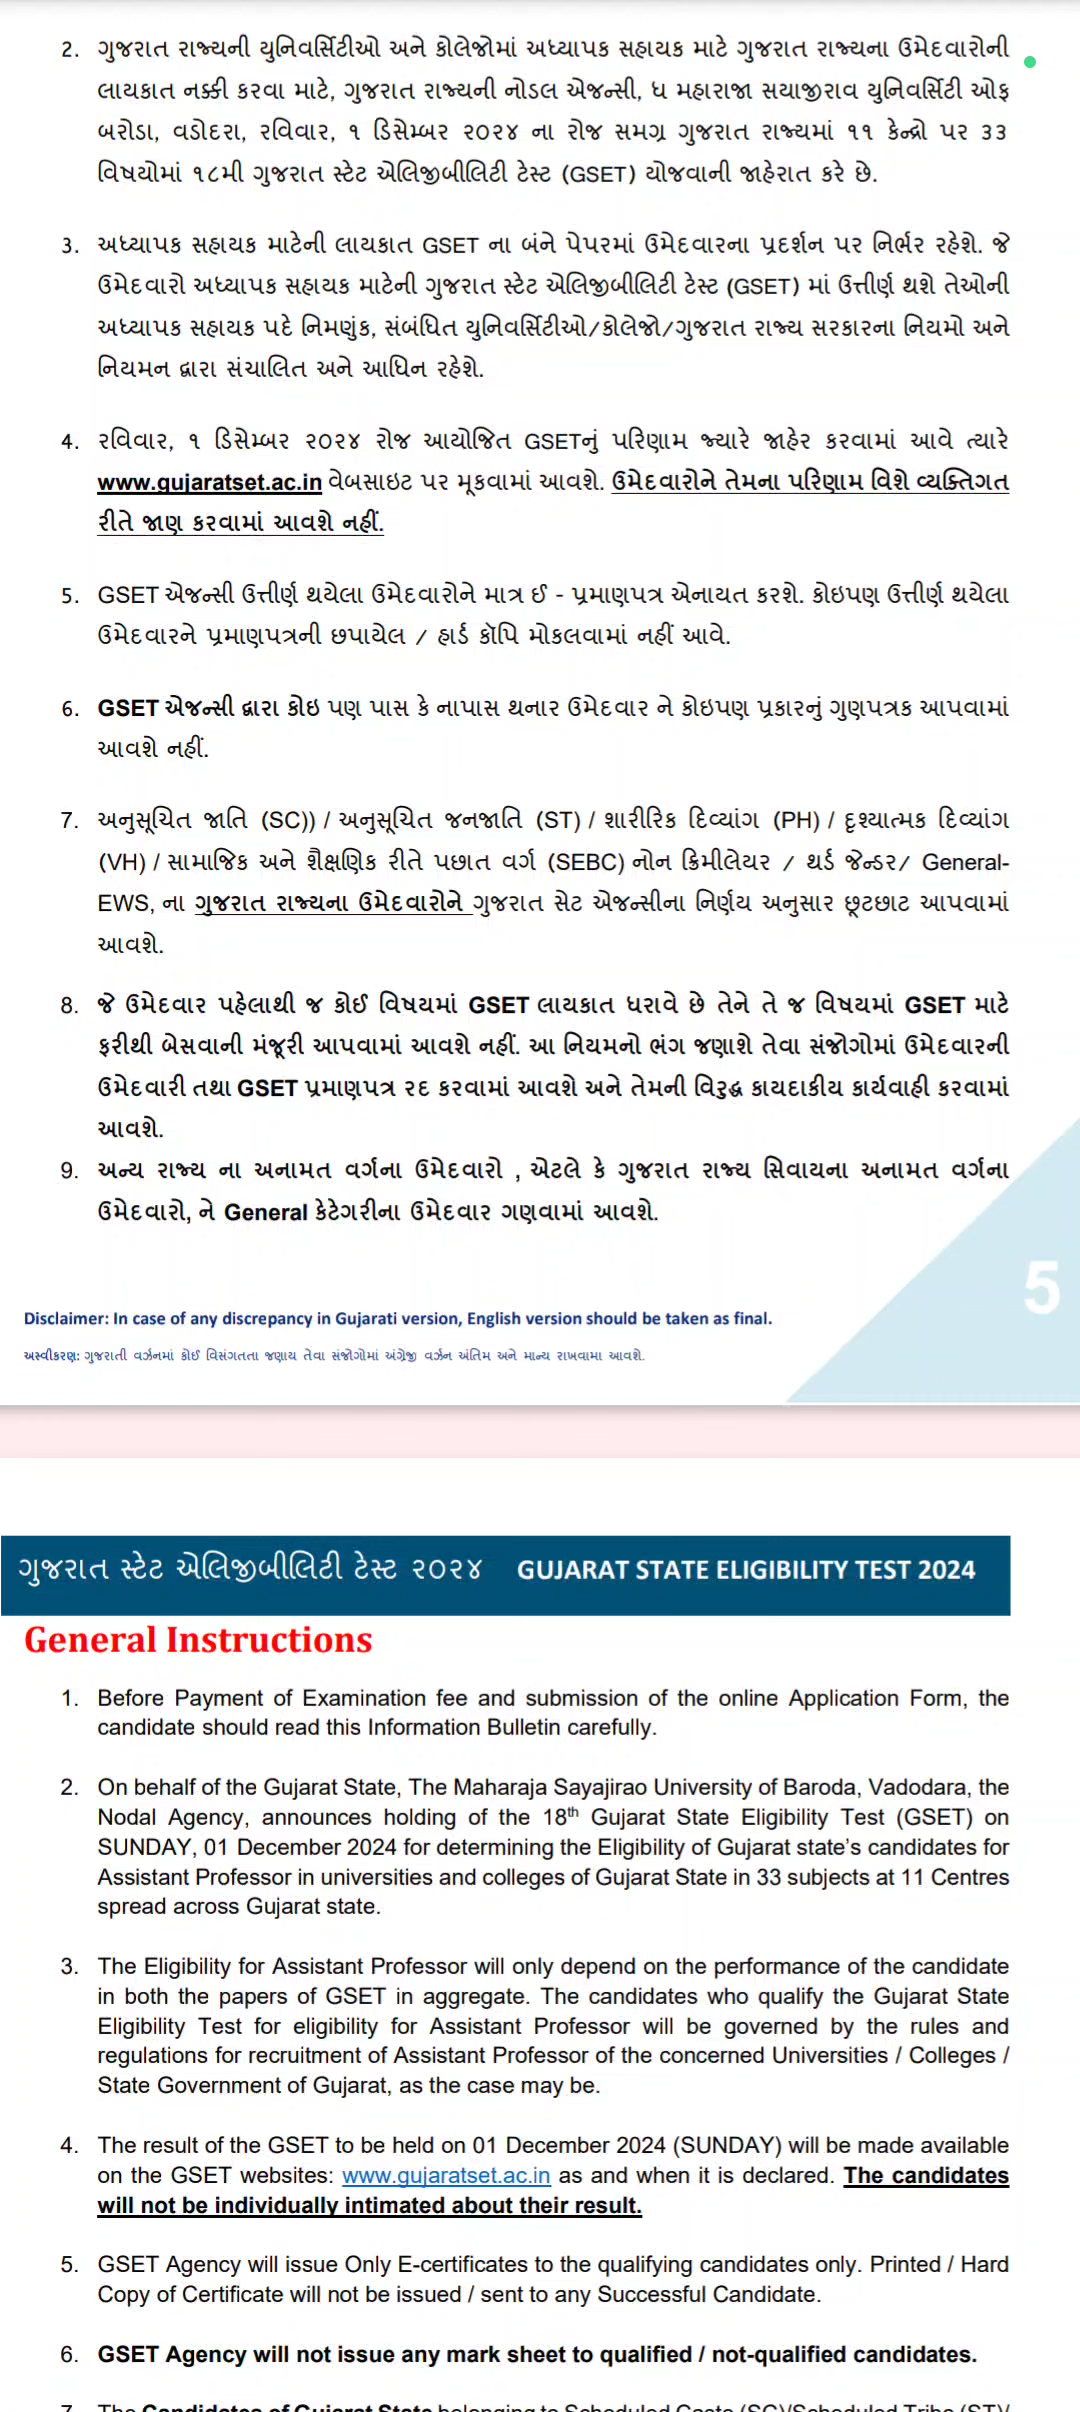 2. ગુજરાત રાજ્યની યુનિવર્સિટીઓ અને કોલેજોમાં અધ્યાપક સહાયક માટે ગુજરાત રાજ્યના ઉમેદવારોની
લાયકાત નક્કી કરવા માટે, ગુજરાત રાજ્યની નોડલ એજન્સી, ધ મહારાજા સયાજીરાવ યુનિવર્સિટી ઓફ
બરોડા, વડોદરા, રવિવાર, ૧ ડિસેમ્બર ૨૦૨૪ ના રોજ સમગ્ર ગુજરાત રાજ્યમાં ૧૧ કેન્દ્રો પર ૩૩
વિષયોમાં ૧૮મી ગુજરાત સ્ટેટ એલિજીબીલિટી ટેસ્ટ (GSET) યોજવાની જાહેરાત કરે છે.
3. અધ્યાપક સહાયક માટેની લાયકાત GSET ના બંને પેપરમાં ઉમેદવારના પ્રદર્શન પર નિર્ભર રહેશે. જે
ઉમેદવારો અધ્યાપક સહાયક માટેની ગુજરાત સ્ટેટ એલિજીબીલિટી ટેસ્ટ (GSET) માં ઉત્તીર્ણ થશે તેઓની
અધ્યાપક સહાયક પદે નિમણુંક, સંબંધિત યુનિવર્સિટીઓ/કોલેજો/ગુજરાત રાજ્ય સરકારના નિયમો અને
નિયમન દ્વારા સંચાલિત અને આધિન રહેશે.
4. રવિવાર, ૧ ડિસેમ્બર ૨૦૨૪ રોજ આયોજિત GSETનું પરિણામ જ્યારે જાહેર કરવામાં આવે ત્યારે
www.gujaratset.ac.in વેબસાઇટ પર મૂકવામાં આવશે. ઉમેદવારોને તેમના પરિણામ વિશે વ્યક્તિગત
રીતે જાણ કરવામાં આવશે નહીં.
5. GSET એજન્સી ઉત્તીર્ણ થયેલા ઉમેદવારોને માત્ર ઈ - પ્રમાણપત્ર એનાયત કરશે. કોઇપણ ઉત્તીર્ણ થયેલા
ઉમેદવારને પ્રમાણપત્રની છપાયેલ / હાર્ડ કૉપિ મોકલવામાં નહીં આવે.
6. GSET એજન્સી દ્વારા કોઇ પણ પાસ કે નાપાસ થનાર ઉમેદવાર ને કોઇપણ પ્રકારનું ગુણપત્રક આપવામાં
આવશે નહીં.
7. અનુસૂચિત જાતિ (SC)) / અનુસૂચિત જનજાતિ (ST) / શારીરિક દિવ્યાંગ (PH) / દૃશ્યાત્મક દિવ્યાંગ
(VH) / સામાજિક અને શૈક્ષણિક રીતે પછાત વર્ગ (SEBC) નોન ક્રિમીલેયર / થર્ડ જેન્ડર/ General-
EWS, ના ગુજરાત રાજ્યના ઉમેદવારોને ગુજરાત સેટ એજન્સીના નિર્ણય અનુસાર છૂટછાટ આપવામાં
આવશે.
8. જે ઉમેદવાર પહેલાથી જ કોઈ વિષયમાં GSET લાયકાત ધરાવે છે તેને તે જ વિષયમાં GSET માટે
ફરીથી બેસવાની મંજૂરી આપવામાં આવશે નહીં. આ નિયમનો ભંગ જણાશે તેવા સંજોગોમાં ઉમેદવારની
ઉમેદવારી તથા GSET પ્રમાણપત્ર રદ કરવામાં આવશે અને તેમની વિરુદ્ધ કાયદાકીય કાર્યવાહી કરવામાં
આવશે.
9. અન્ય રાજ્ય ના અનામત વર્ગના ઉમેદવારો , એટલે કે ગુજરાત રાજ્ય સિવાયના અનામત વર્ગના
ઉમેદવારો, ને General કેટેગરીના ઉમેદવાર ગણવામાં આવશે.
5
Disclaimer: In case of any discrepancy in Gujarati version, English version should be taken as final.
અસ્વીકરણ: ગુજરાતી વર્ઝનમાં કોઈ વિસંગતતા જણાય તેવા સંજોગોમાં અંગ્રેજી વર્ઝન અંતિમ અને માન્ય રાખવામા આવશે.
ગુજરાત સ્ટેટ એલિજીબીલિટી ટેસ્ટ ૨૦૨૪ GUJARAT STATE ELIGIBILITY TEST 2024
General Instructions
1. Before Payment of Examination fee and submission of the online Application Form, the
candidate should read this Information Bulletin carefully.
2. On behalf of the Gujarat State, The Maharaja Sayajirao University of Baroda, Vadodara, the
Nodal Agency, announces holding of the 18th Gujarat State Eligibility Test (GSET) on
SUNDAY, 01 December 2024 for determining the Eligibility of Gujarat state’s candidates for
Assistant Professor in universities and colleges of Gujarat State in 33 subjects at 11 Centres
spread across Gujarat state.
3. The Eligibility for Assistant Professor will only depend on the performance of the candidate
in both the papers of GSET in aggregate. The candidates who qualify the Gujarat State
Eligibility Test for eligibility for Assistant Professor will be governed by the rules and
regulations for recruitment of Assistant Professor of the concerned Universities / Colleges /
State Government of Gujarat, as the case may be.
4. The result of the GSET to be held on 01 December 2024 (SUNDAY) will be made available
on the GSET websites: www.gujaratset.ac.in as and when it is declared. The candidates
will not be individually intimated about their result.
5. GSET Agency will issue Only E-certificates to the qualifying candidates only. Printed / Hard
Copy of Certificate will not be issued / sent to any Successful Candidate.
6. GSET Agency will not issue any mark sheet to qualified / not-qualified candidates.
7. The Candidates of Gujarat State belonging to Scheduled Caste (SC)/Scheduled Tribe (ST)/